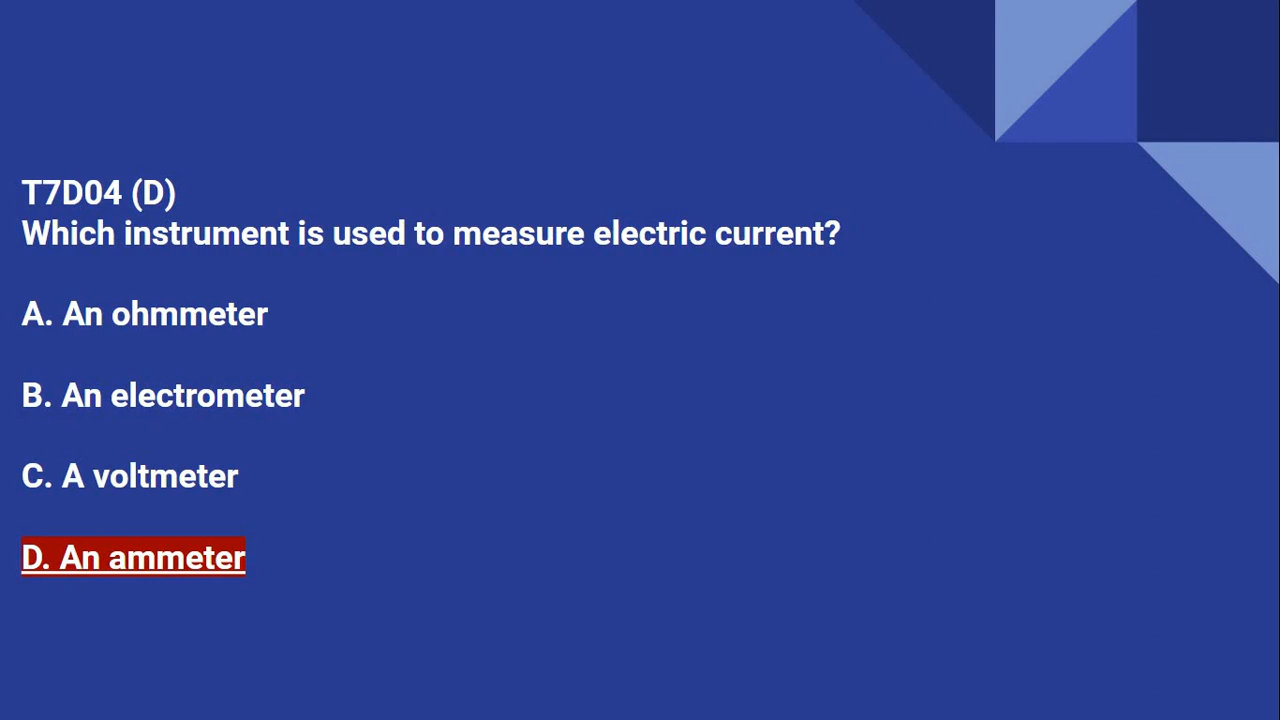 T7D04 (D)
Which instrument is used to measure electric current?
A. An ohmmeter
B. An electrometer
C. A voltmeter
D. An ammeter